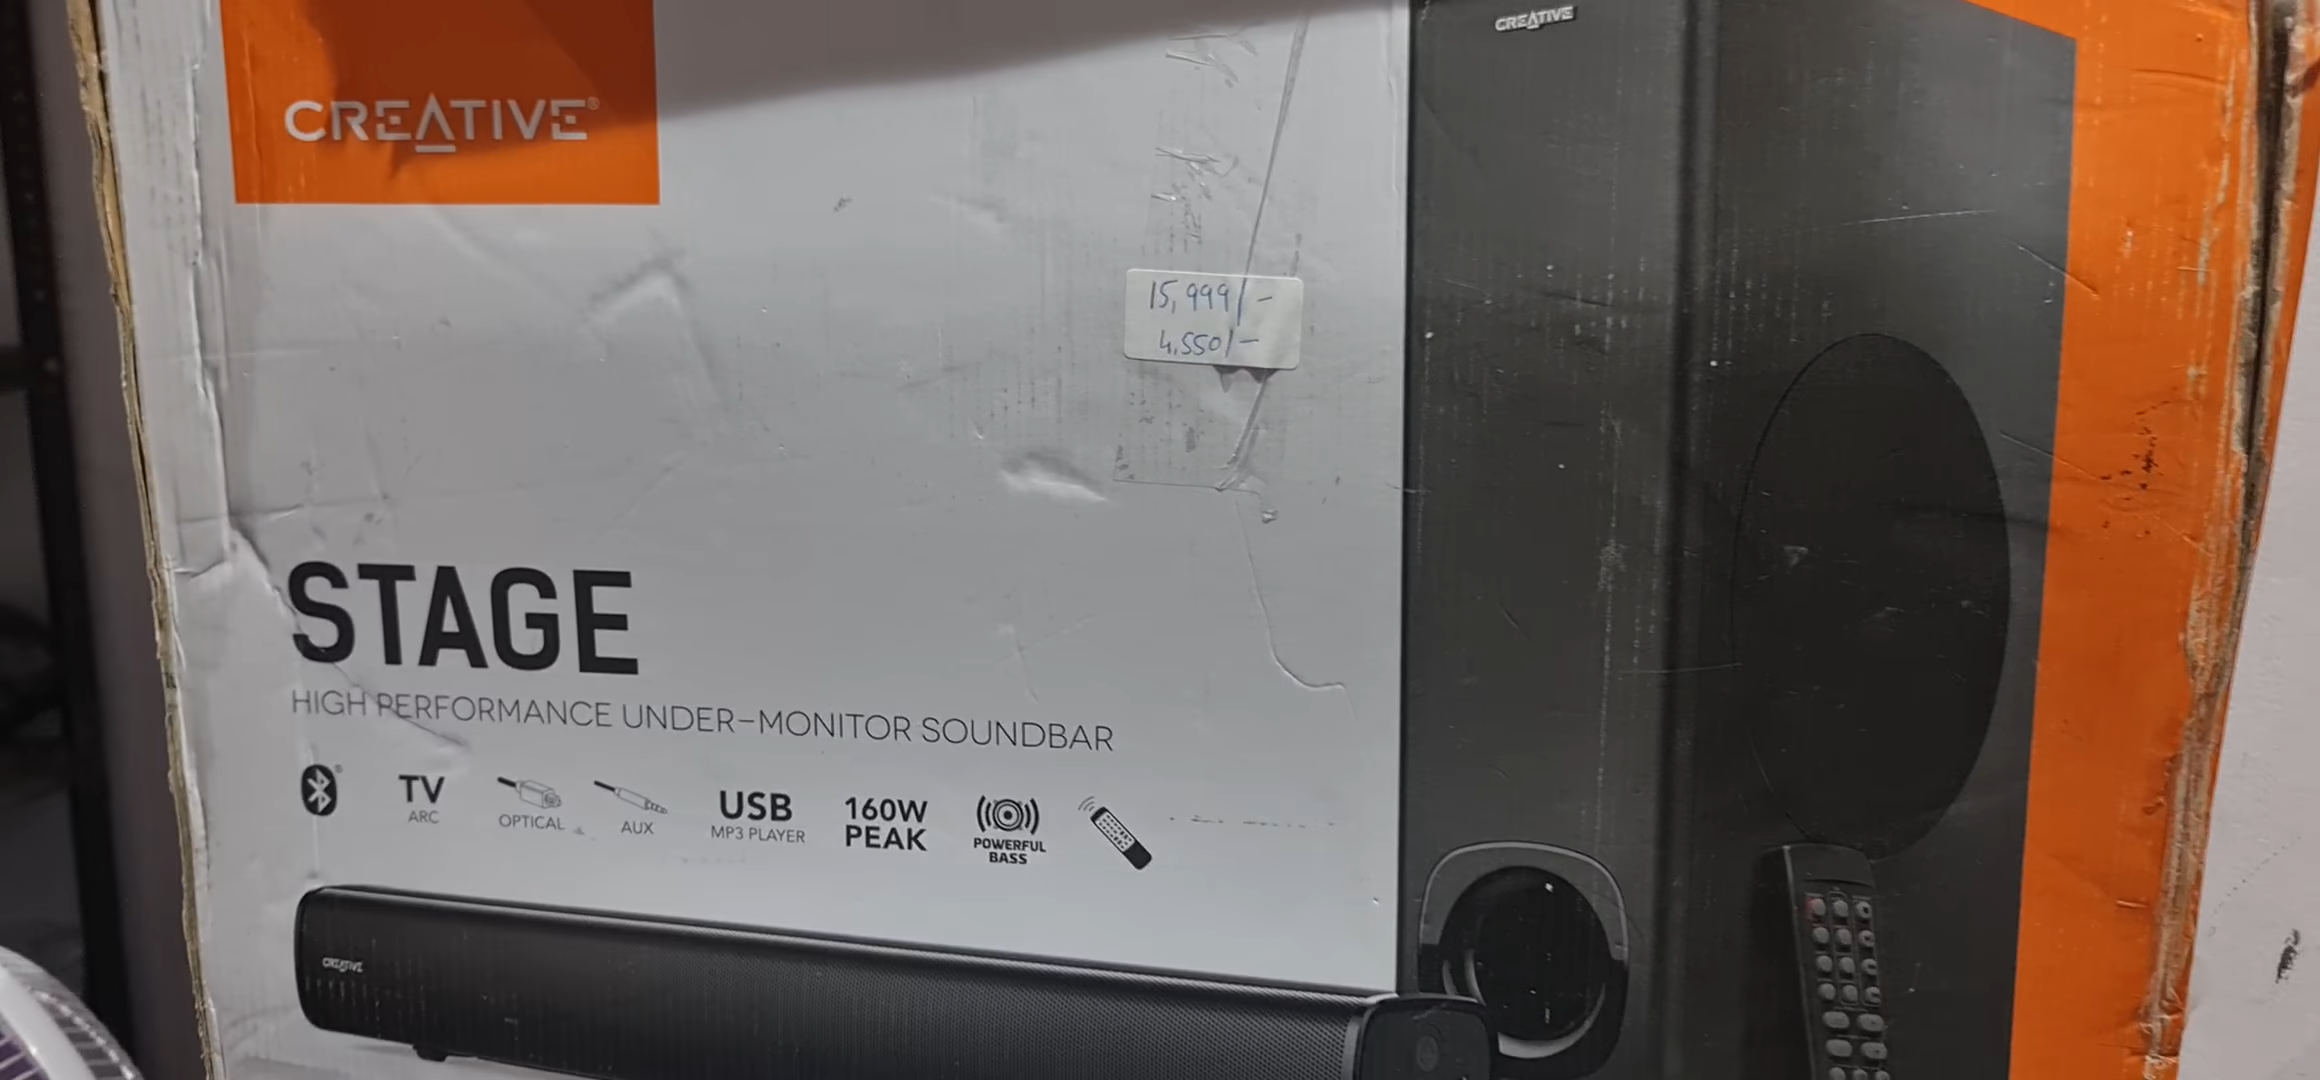 CREATIVE®
CREATIVE
15,999/-
4,550/-
STAGE
HIGH PERFORMANCE UNDER-MONITOR SOUNDBAR
TV
ARC
OPTICAL
AUX
USB
MP3 PLAYER
160W
PEAK
POWERFUL
BASS
CREATIVE